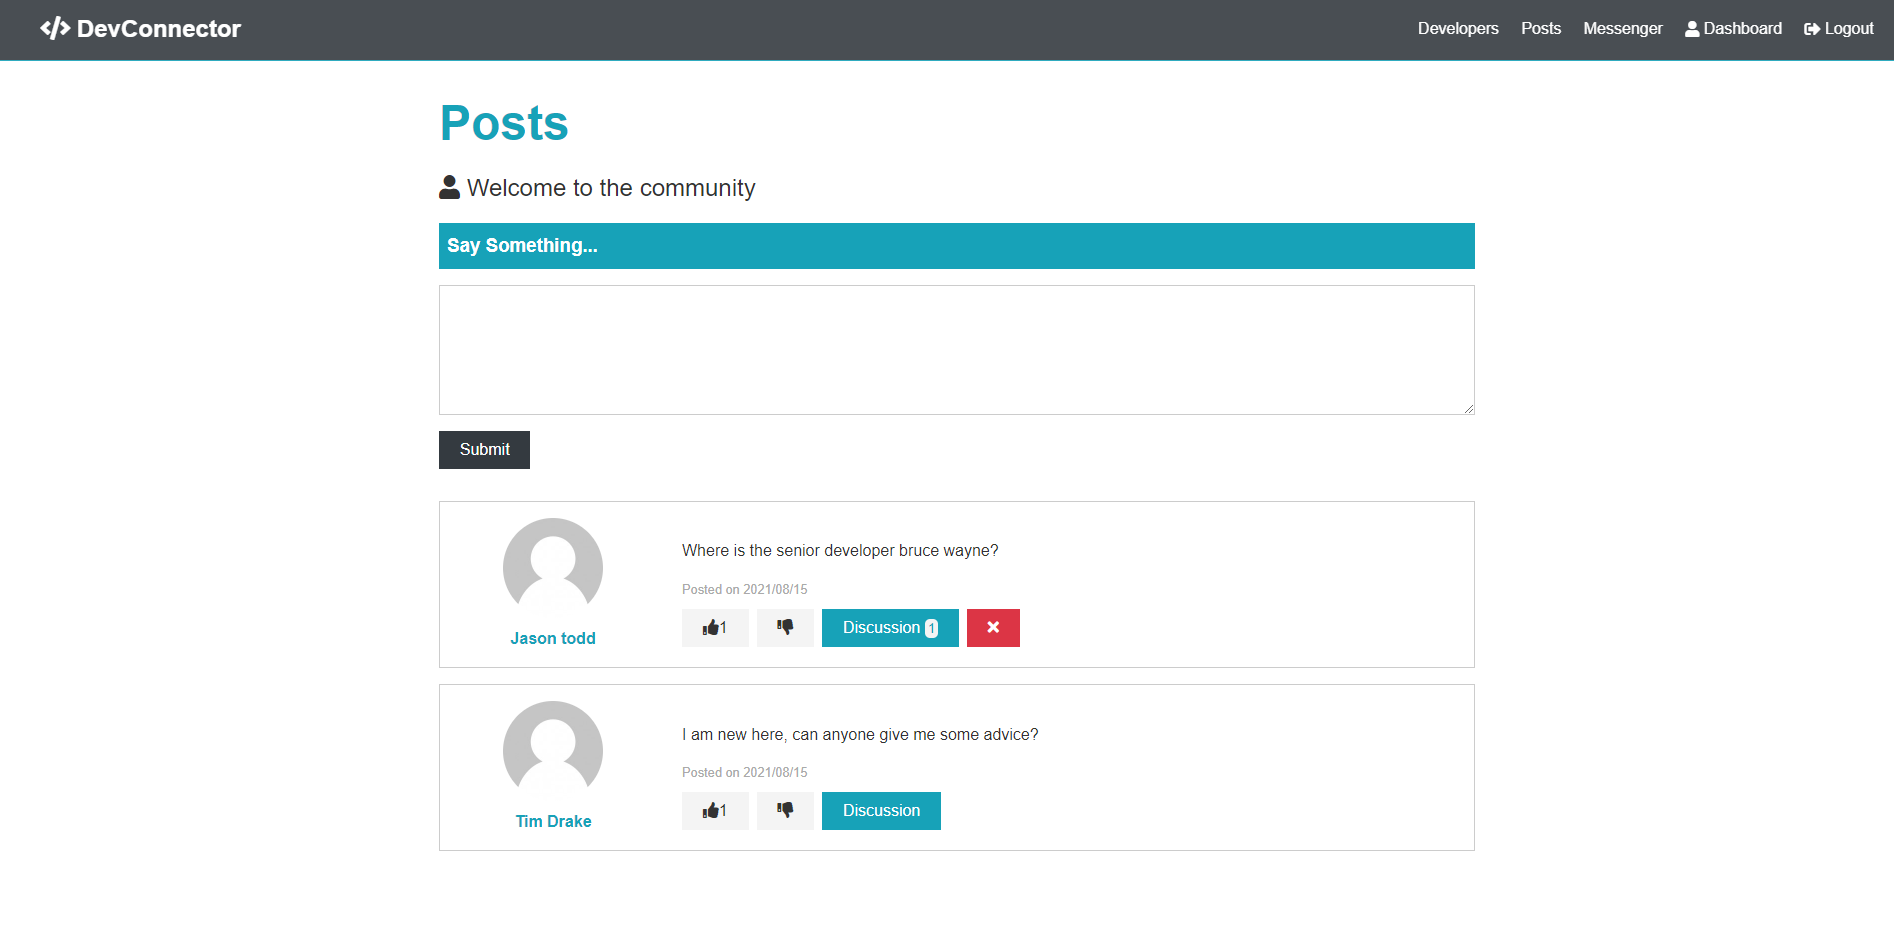 DevConnector
Developers Posts Messenger Dashboard Logout
Posts
Welcome to the community
Say Something...
Submit
Where is the senior developer bruce wayne?
Posted on 2021/08/15
1 Discussion 1
Jason todd
I am new here, can anyone give me some advice?
Posted on 2021/08/15
1 Discussion
Tim Drake